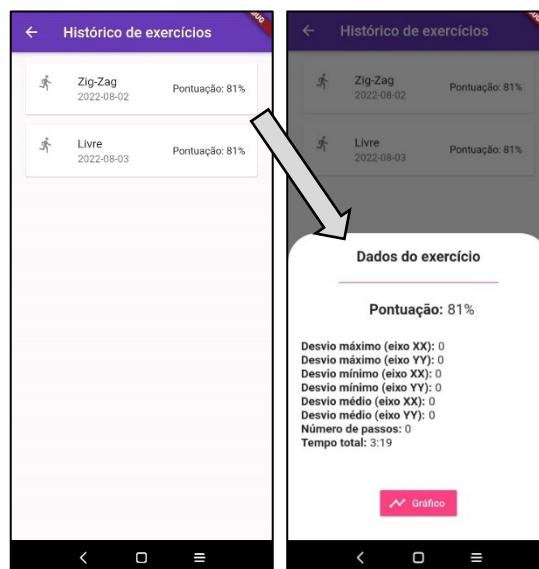 Histórico de exercícios
Zig-Zag
2022-08-02
Pontuação: 81%
Livre
2022-08-03
Pontuação: 81%
Histórico de exercícios
Zig-Zag
2022-08-02
Pontuação: 81%
Livre
2022-08-03
Pontuação: 81%
Dados do exercício
Pontuação: 81%
Desvio máximo (eixo XX): 0
Desvio máximo (eixo YY): 0
Desvio mínimo (eixo XX): 0
Desvio mínimo (eixo YY): 0
Desvio médio (eixo XX): 0
Desvio médio (eixo YY): 0
Número de passos: 0
Tempo total: 3:19
Gráfico